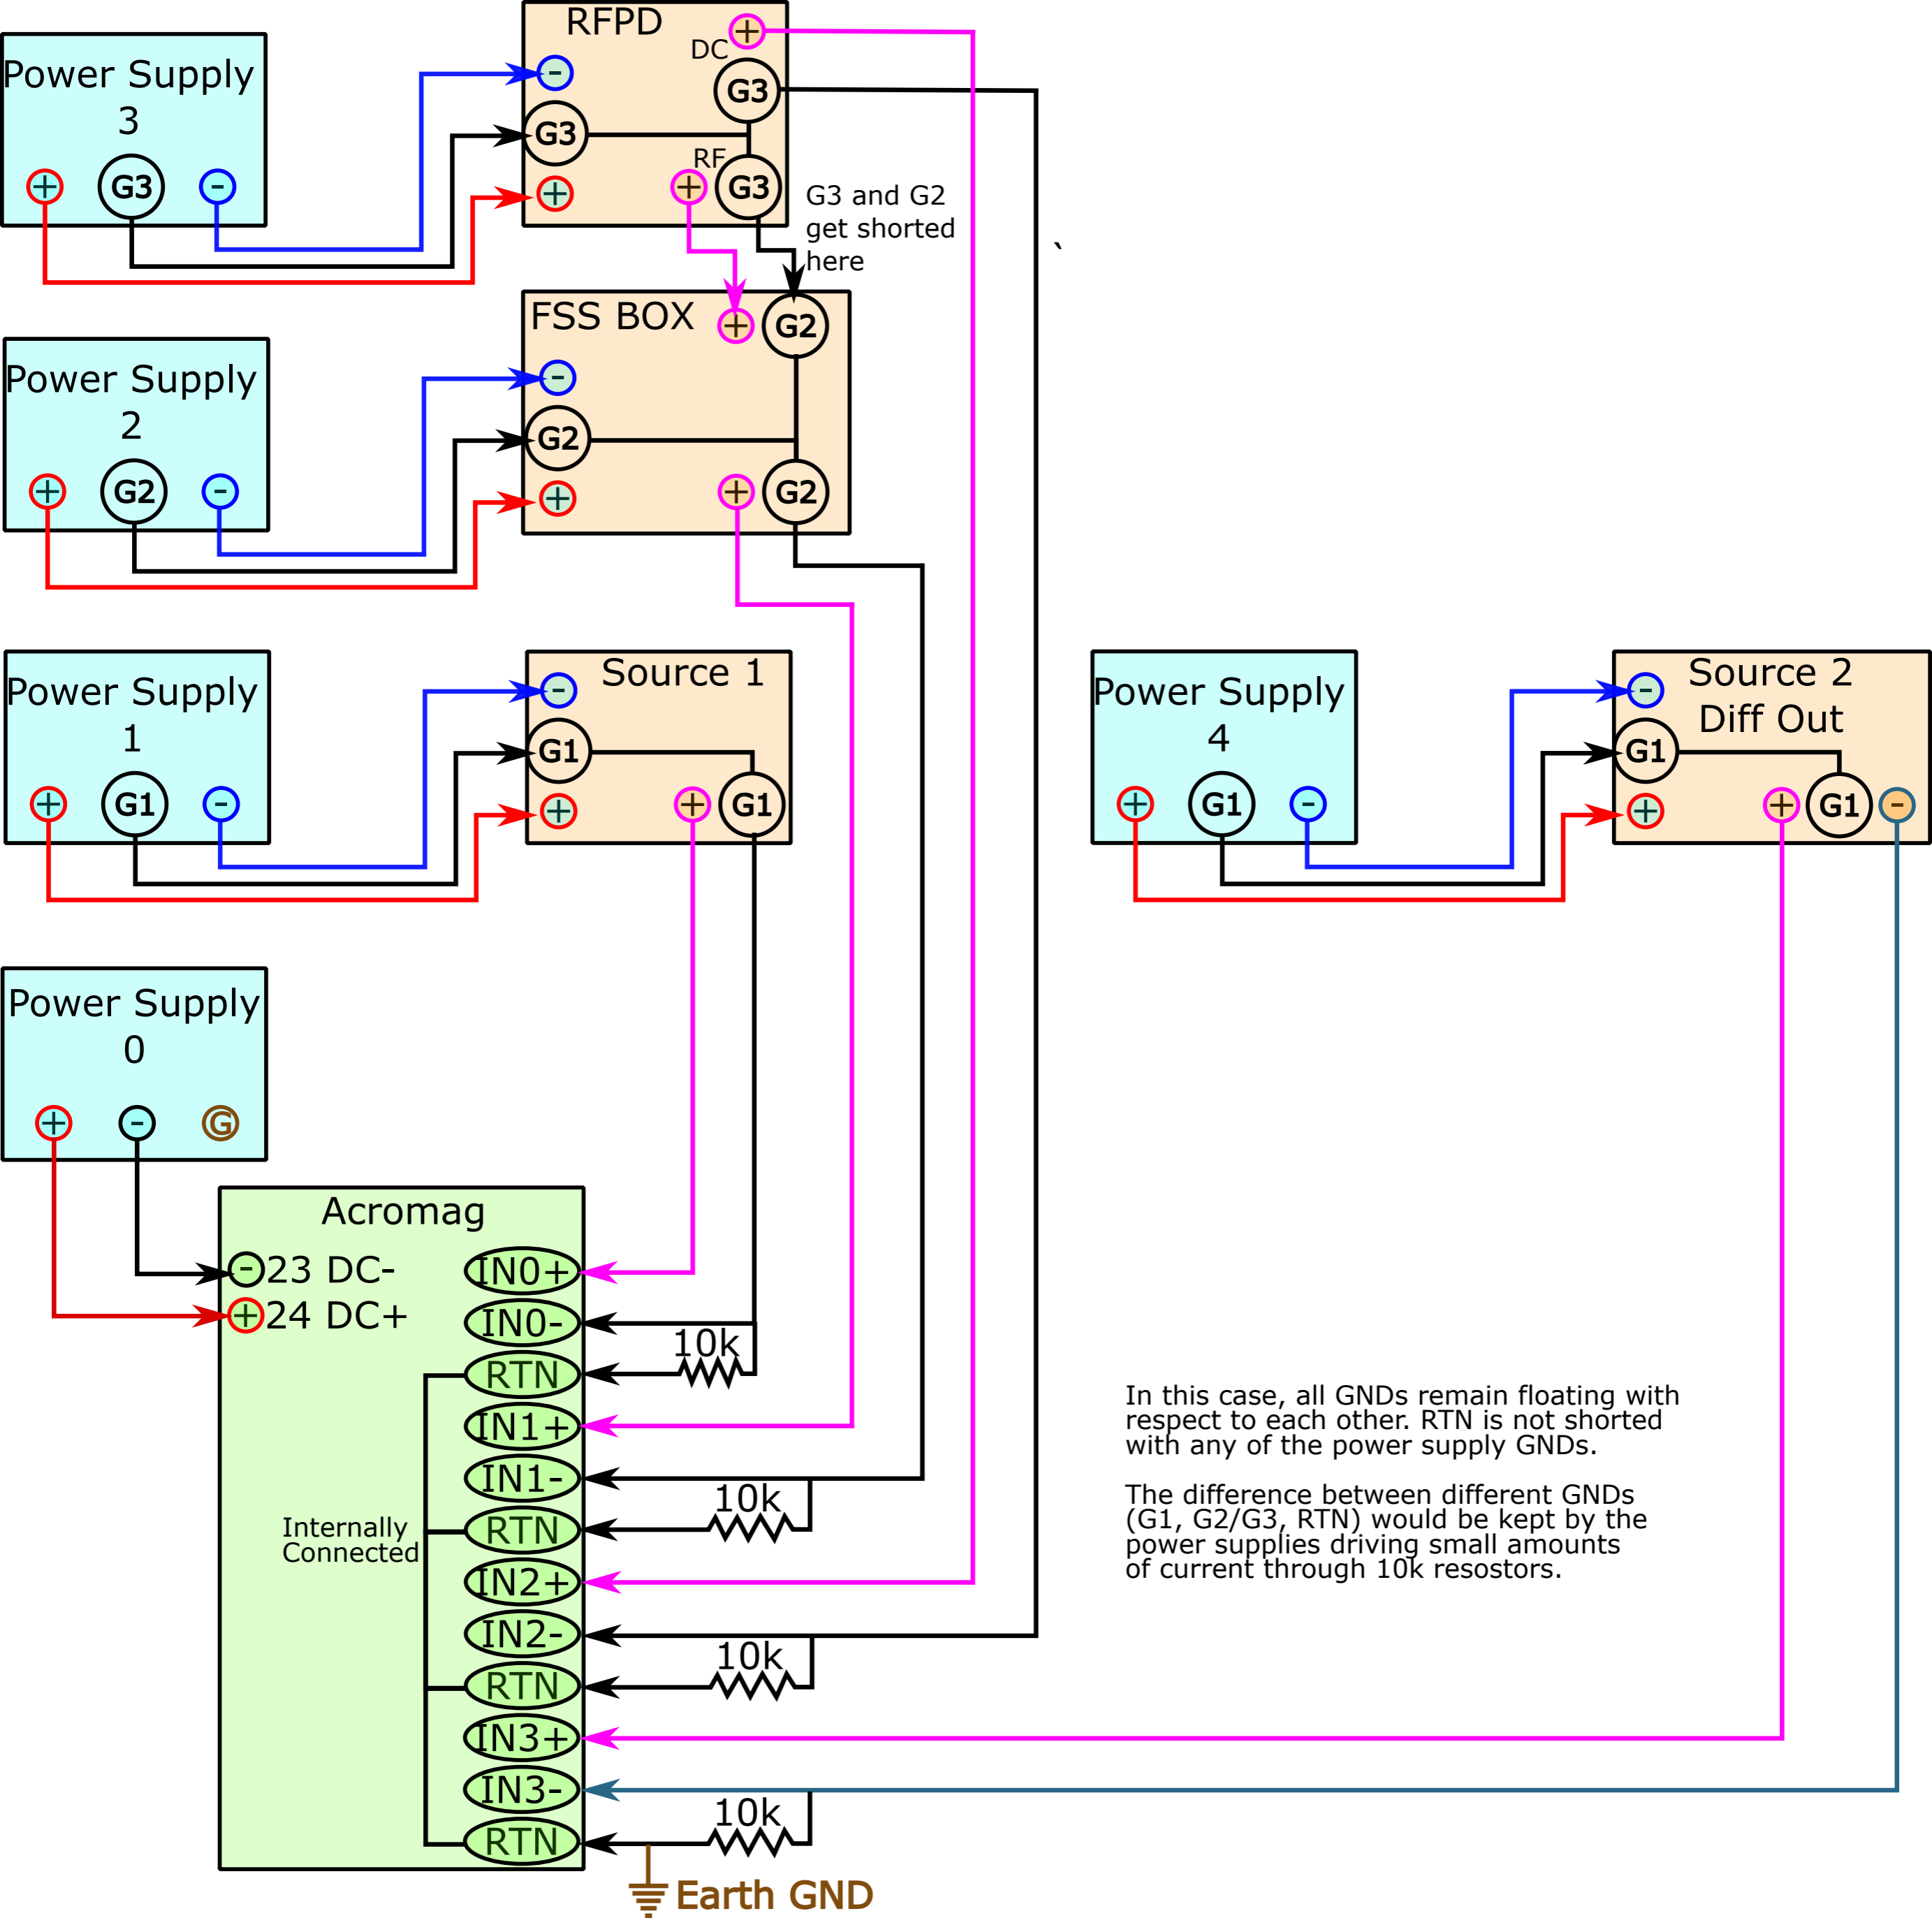 RFPD
DC
+
Power Supply
3
-
G3
G3
RF
+
G3
+
+
G3
-
G3 and G2
get shorted
here
`
FSS BOX
+
G2
Power Supply
2
-
G2
+
+
G2
-
+
G2
Power Supply
1
-
Source 1
G1
+
+
G1
-
+
G1
Power Supply
4
+
G1
-
-
Source 2
Diff Out
G1
+
+
G1
-
Power Supply
0
+
-
G
Acromag
- 23 DC-
+ 24 DC+
IN0+
IN0-
10k
RTN
IN1+
IN1-
10k
RTN
Internally
Connected
IN2+
IN2-
10k
RTN
IN3+
IN3-
10k
RTN
Earth GND
In this case, all GNDs remain floating with
respect to each other. RTN is not shorted
with any of the power supply GNDs.
The difference between different GNDs
(G1, G2/G3, RTN) would be kept by the
power supplies driving small amounts
of current through 10k resostors.